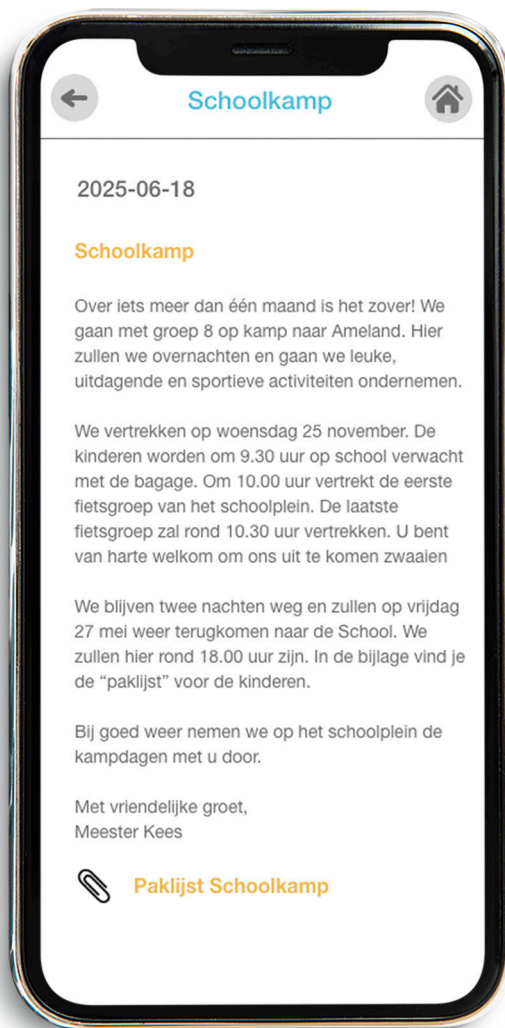 Schoolkamp
2025-06-18
Schoolkamp
Over iets meer dan één maand is het zover! We
gaan met groep 8 op kamp naar Ameland. Hier
zullen we overnachten en gaan we leuke,
uitdagende en sportieve activiteiten ondernemen.
We vertrekken op woensdag 25 november. De
kinderen worden om 9.30 uur op school verwacht
met de bagage. Om 10.00 uur vertrekt de eerste
fietsgroep van het schoolplein. De laatste
fietsgroep zal rond 10.30 uur vertrekken. U bent
van harte welkom om ons uit te komen zwaaien
We blijven twee nachten weg en zullen op vrijdag
27 mei weer terugkomen naar de School. We
zullen hier rond 18.00 uur zijn. In de bijlage vind je
de “paklijst” voor de kinderen.
Bij goed weer nemen we op het schoolplein de
kampdagen met u door.
Met vriendelijke groet,
Meester Kees
Paklijst Schoolkamp